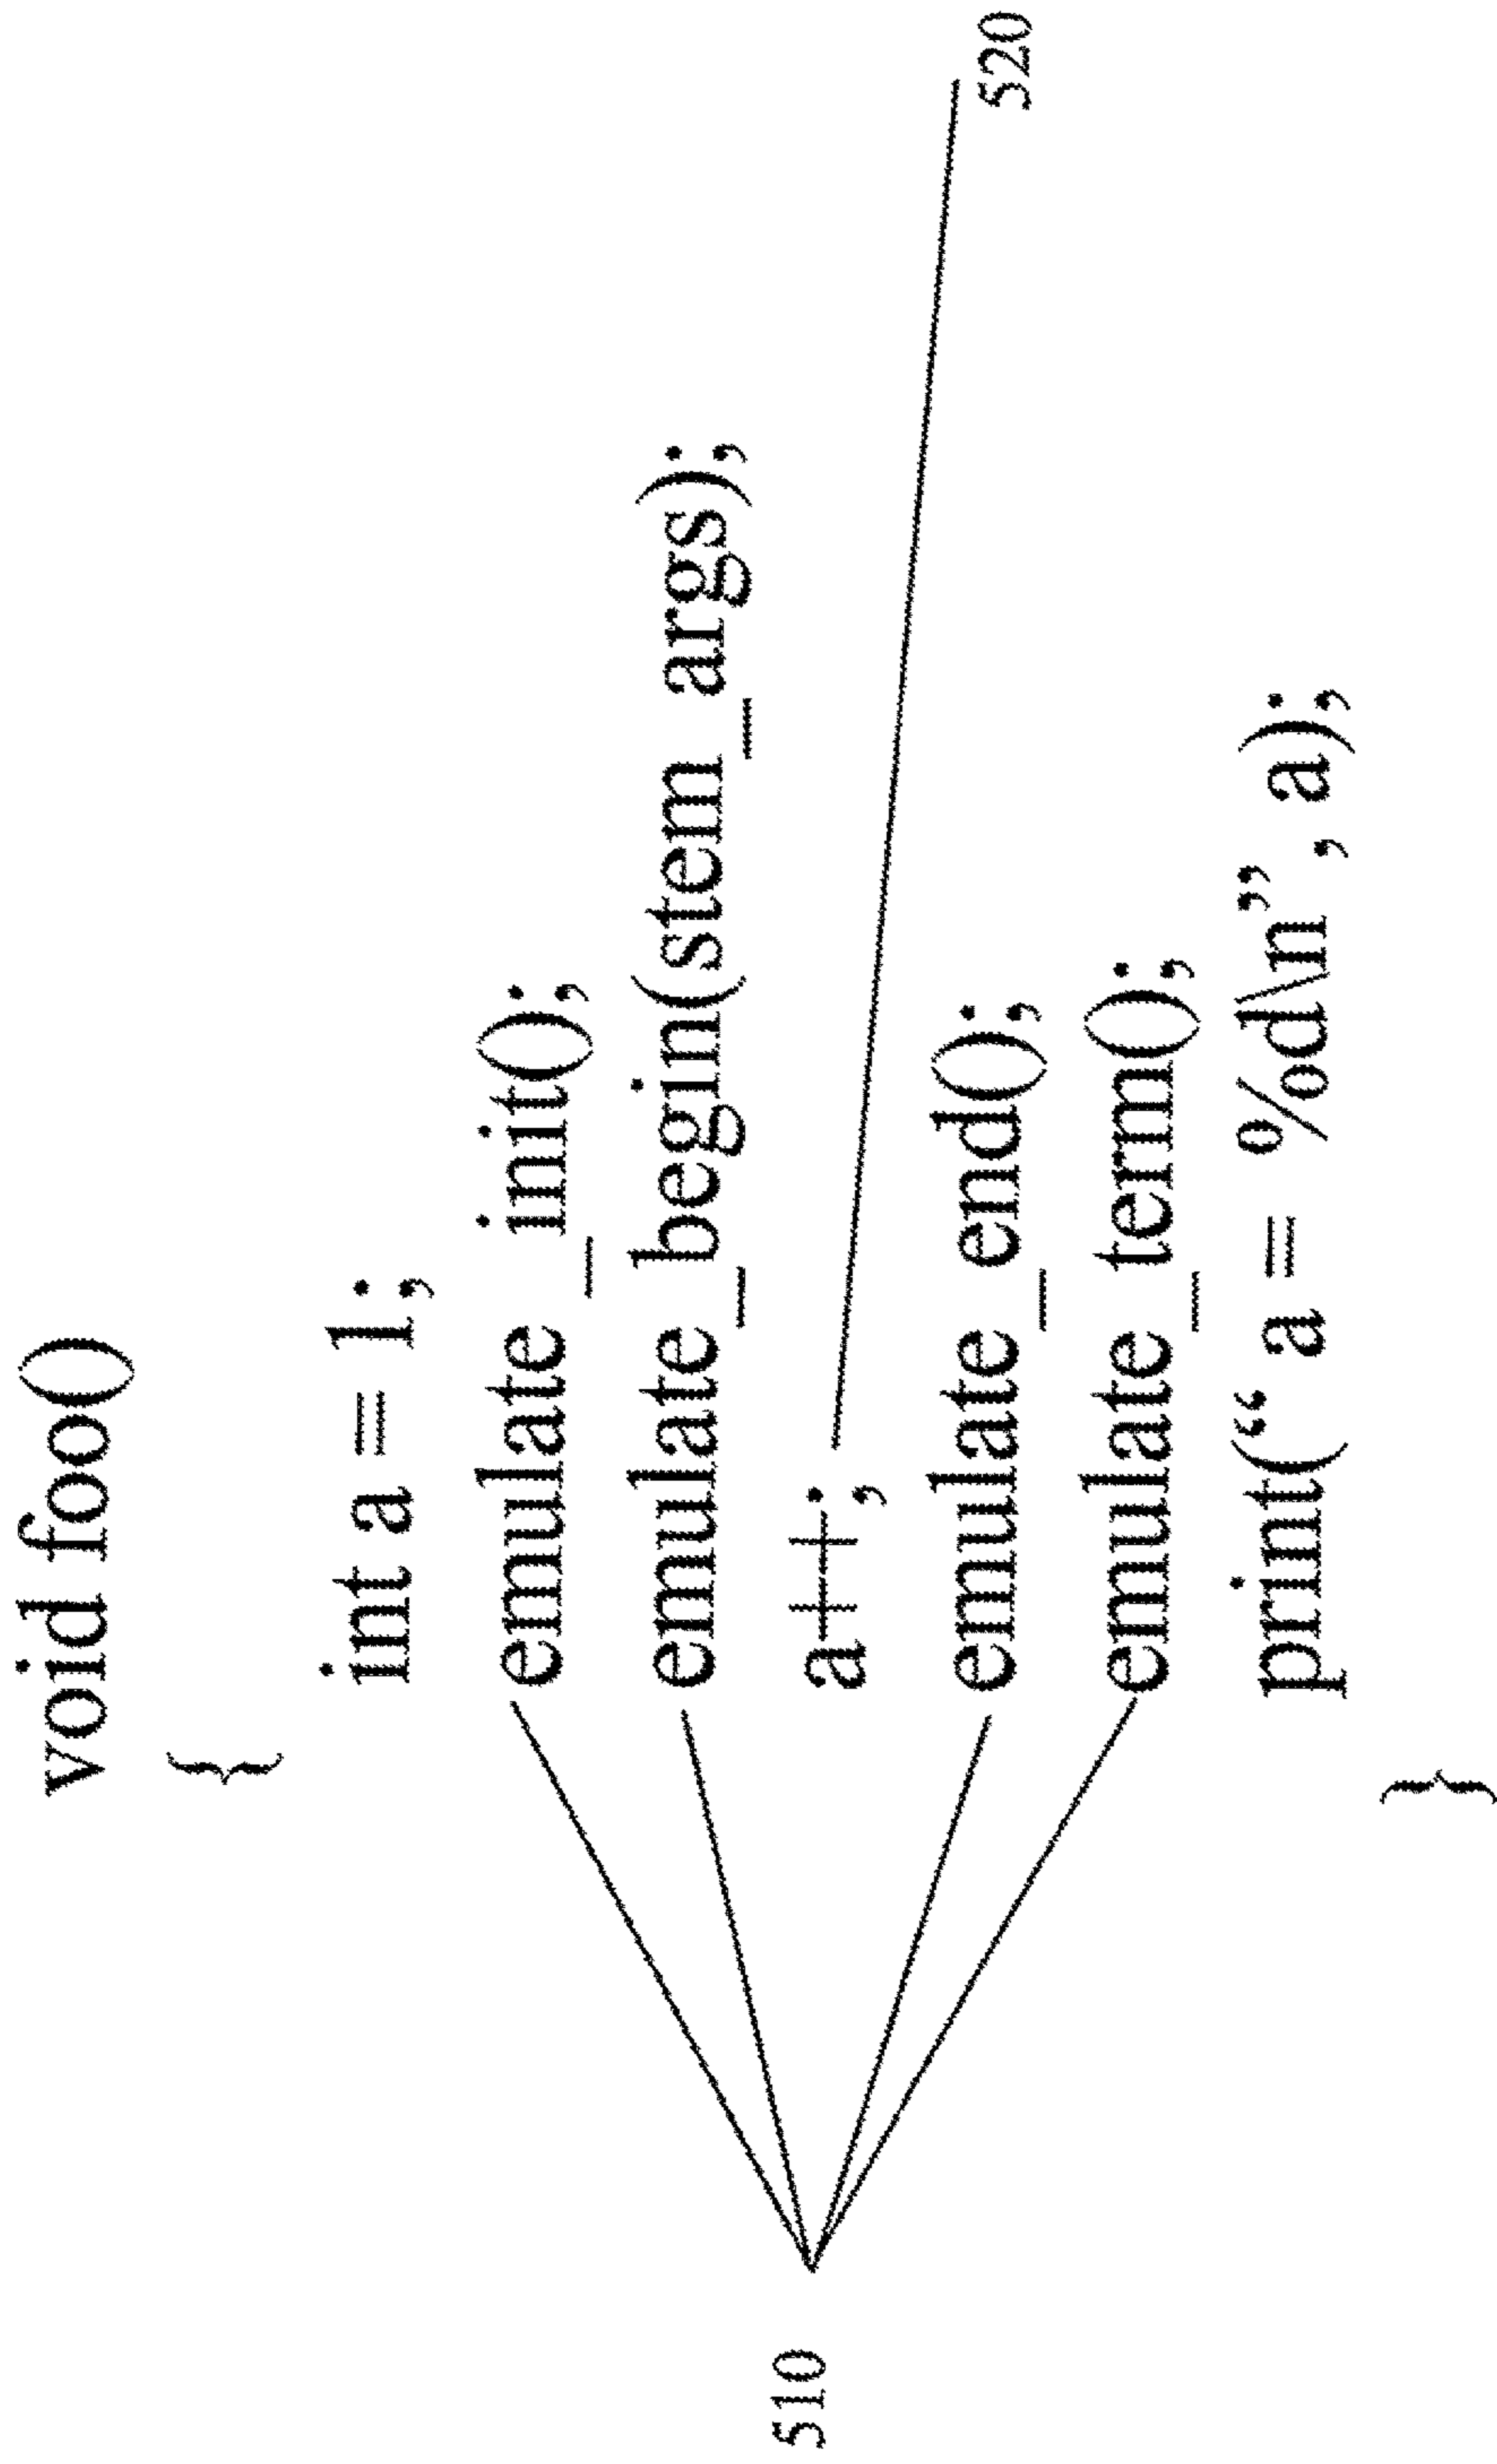 void foo()
{
int a = 1;
emulate_init();
emulate_begin(stem_args);
a++;
520
510
emulate_end();
emulate_term();
print(“ a = %d\n”, a);
}